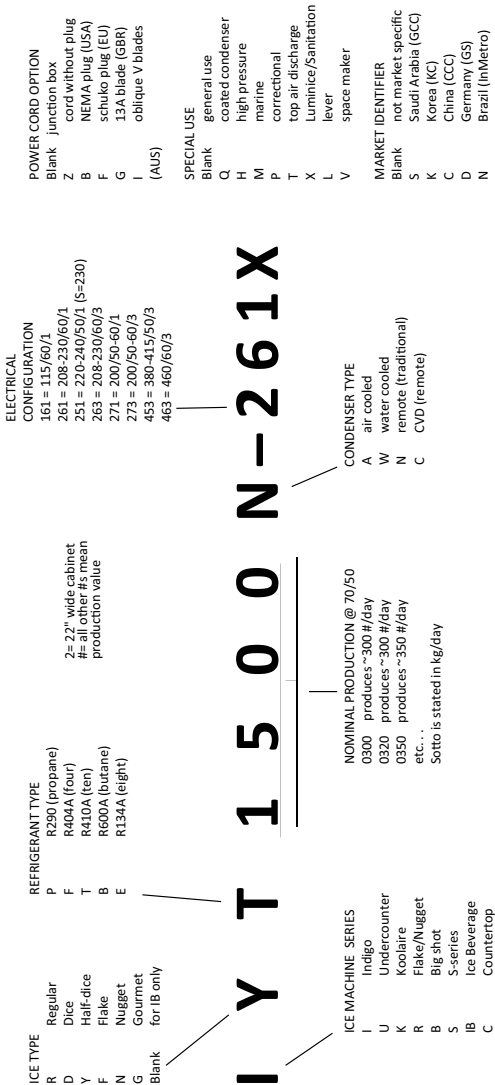 ICE TYPE
R Regular
D Dice
Y Half-dice
F Flake
N Nugget
G Gourmet
Blank for IB only
REFRIGERANT TYPE
P R290 (propane)
F R404A (four)
T R410A (ten)
B R600A (butane)
E R134A (eight)
2= 22" wide cabinet
#= all other #s mean
production value
ELECTRICAL
CONFIGURATION
161 = 115/60/1
261 = 208-230/60/1
251 = 220-240/50/1 (S=230)
263 = 208-230/60/3
271 = 200/50-60/1
273 = 200/50-60/3
453 = 380-415/50/3
463 = 460/60/3
POWER CORD OPTION
Blank junction box
Z cord without plug
B NEMA plug (USA)
F schuko plug (EU)
G 13A blade (GBR)
I oblique V blades
(AUS)
SPECIAL USE
Blank general use
Q coated condenser
H high pressure
M marine
P correctional
T top air discharge
X Luminice/Sanitation
L lever
V space maker
MARKET IDENTIFIER
Blank not market specific
S Saudi Arabia (GCC)
K Korea (KC)
C China (CCC)
D Germany (GS)
N Brazil (InMetro)
I Y T 1 5 0 0 N – 2 6 1 X
ICE MACHINE SERIES
I Indigo
U Undercounter
K Koolaire
R Flake/Nugget
B Big shot
S S-series
IB Ice Beverage
C Countertop
NOMINAL PRODUCTION @ 70/50
0300 produces ~300 #/day
0320 produces ~300 #/day
0350 produces ~350 #/day
etc. . .
Sotto is stated in kg/day
CONDENSER TYPE
A air cooled
W water cooled
N remote (traditional)
C CVD (remote)